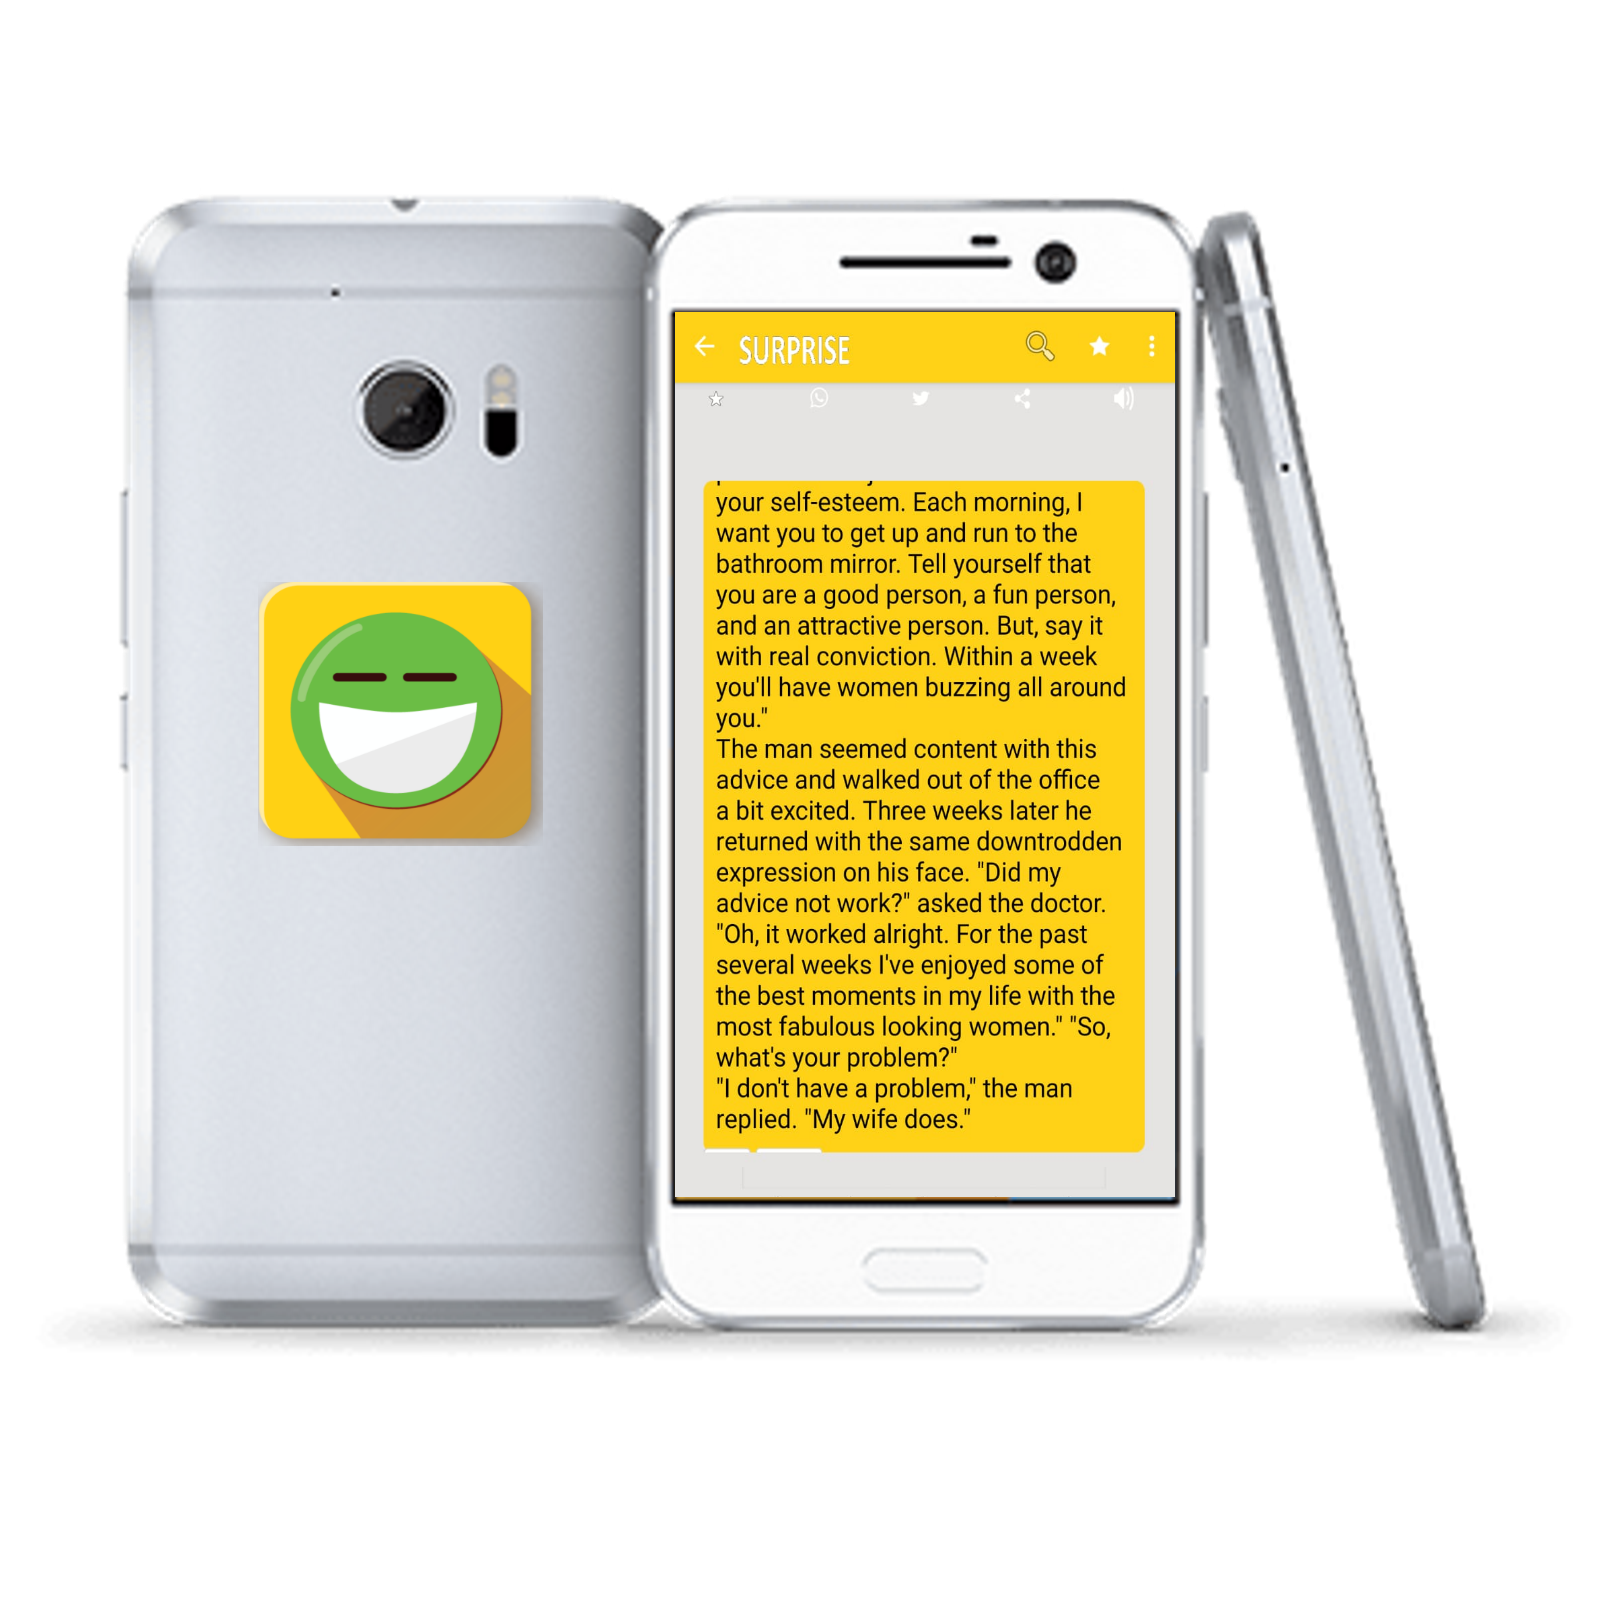 SURPRISE
your self-esteem. Each morning, I
want you to get up and run to the
bathroom mirror. Tell yourself that
you are a good person, a fun person,
and an attractive person. But, say it
with real conviction. Within a week
you'll have women buzzing all around
you."
The man seemed content with this
advice and walked out of the office
a bit excited. Three weeks later he
returned with the same downtrodden
expression on his face. "Did my
advice not work?" asked the doctor.
"Oh, it worked alright. For the past
several weeks I've enjoyed some of
the best moments in my life with the
most fabulous looking women." "So,
what's your problem?"
"I don't have a problem," the man
replied. "My wife does."